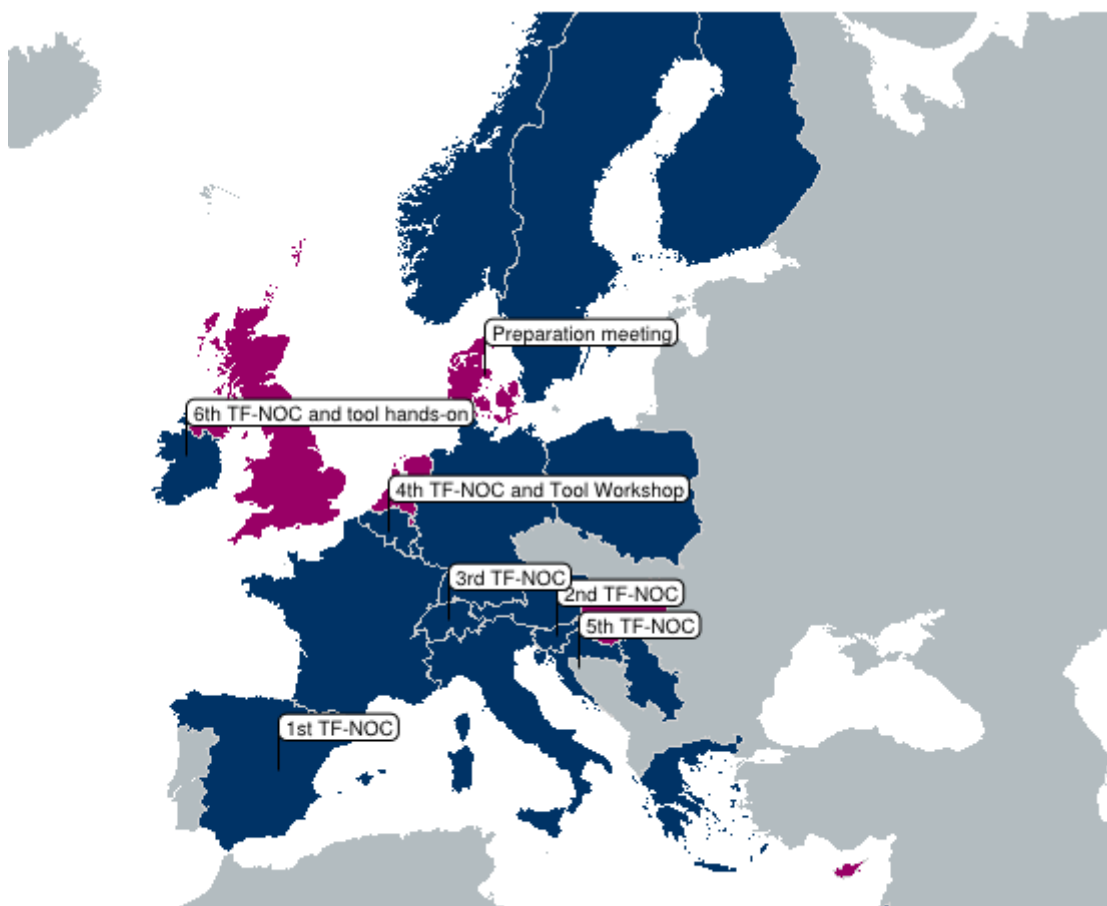 Preparation meeting
6th TF-NOC and tool hands-on
4th TF-NOC and Tool Workshop
3rd TF-NOC
2nd TF-NOC
5th TF-NOC
1st TF-NOC